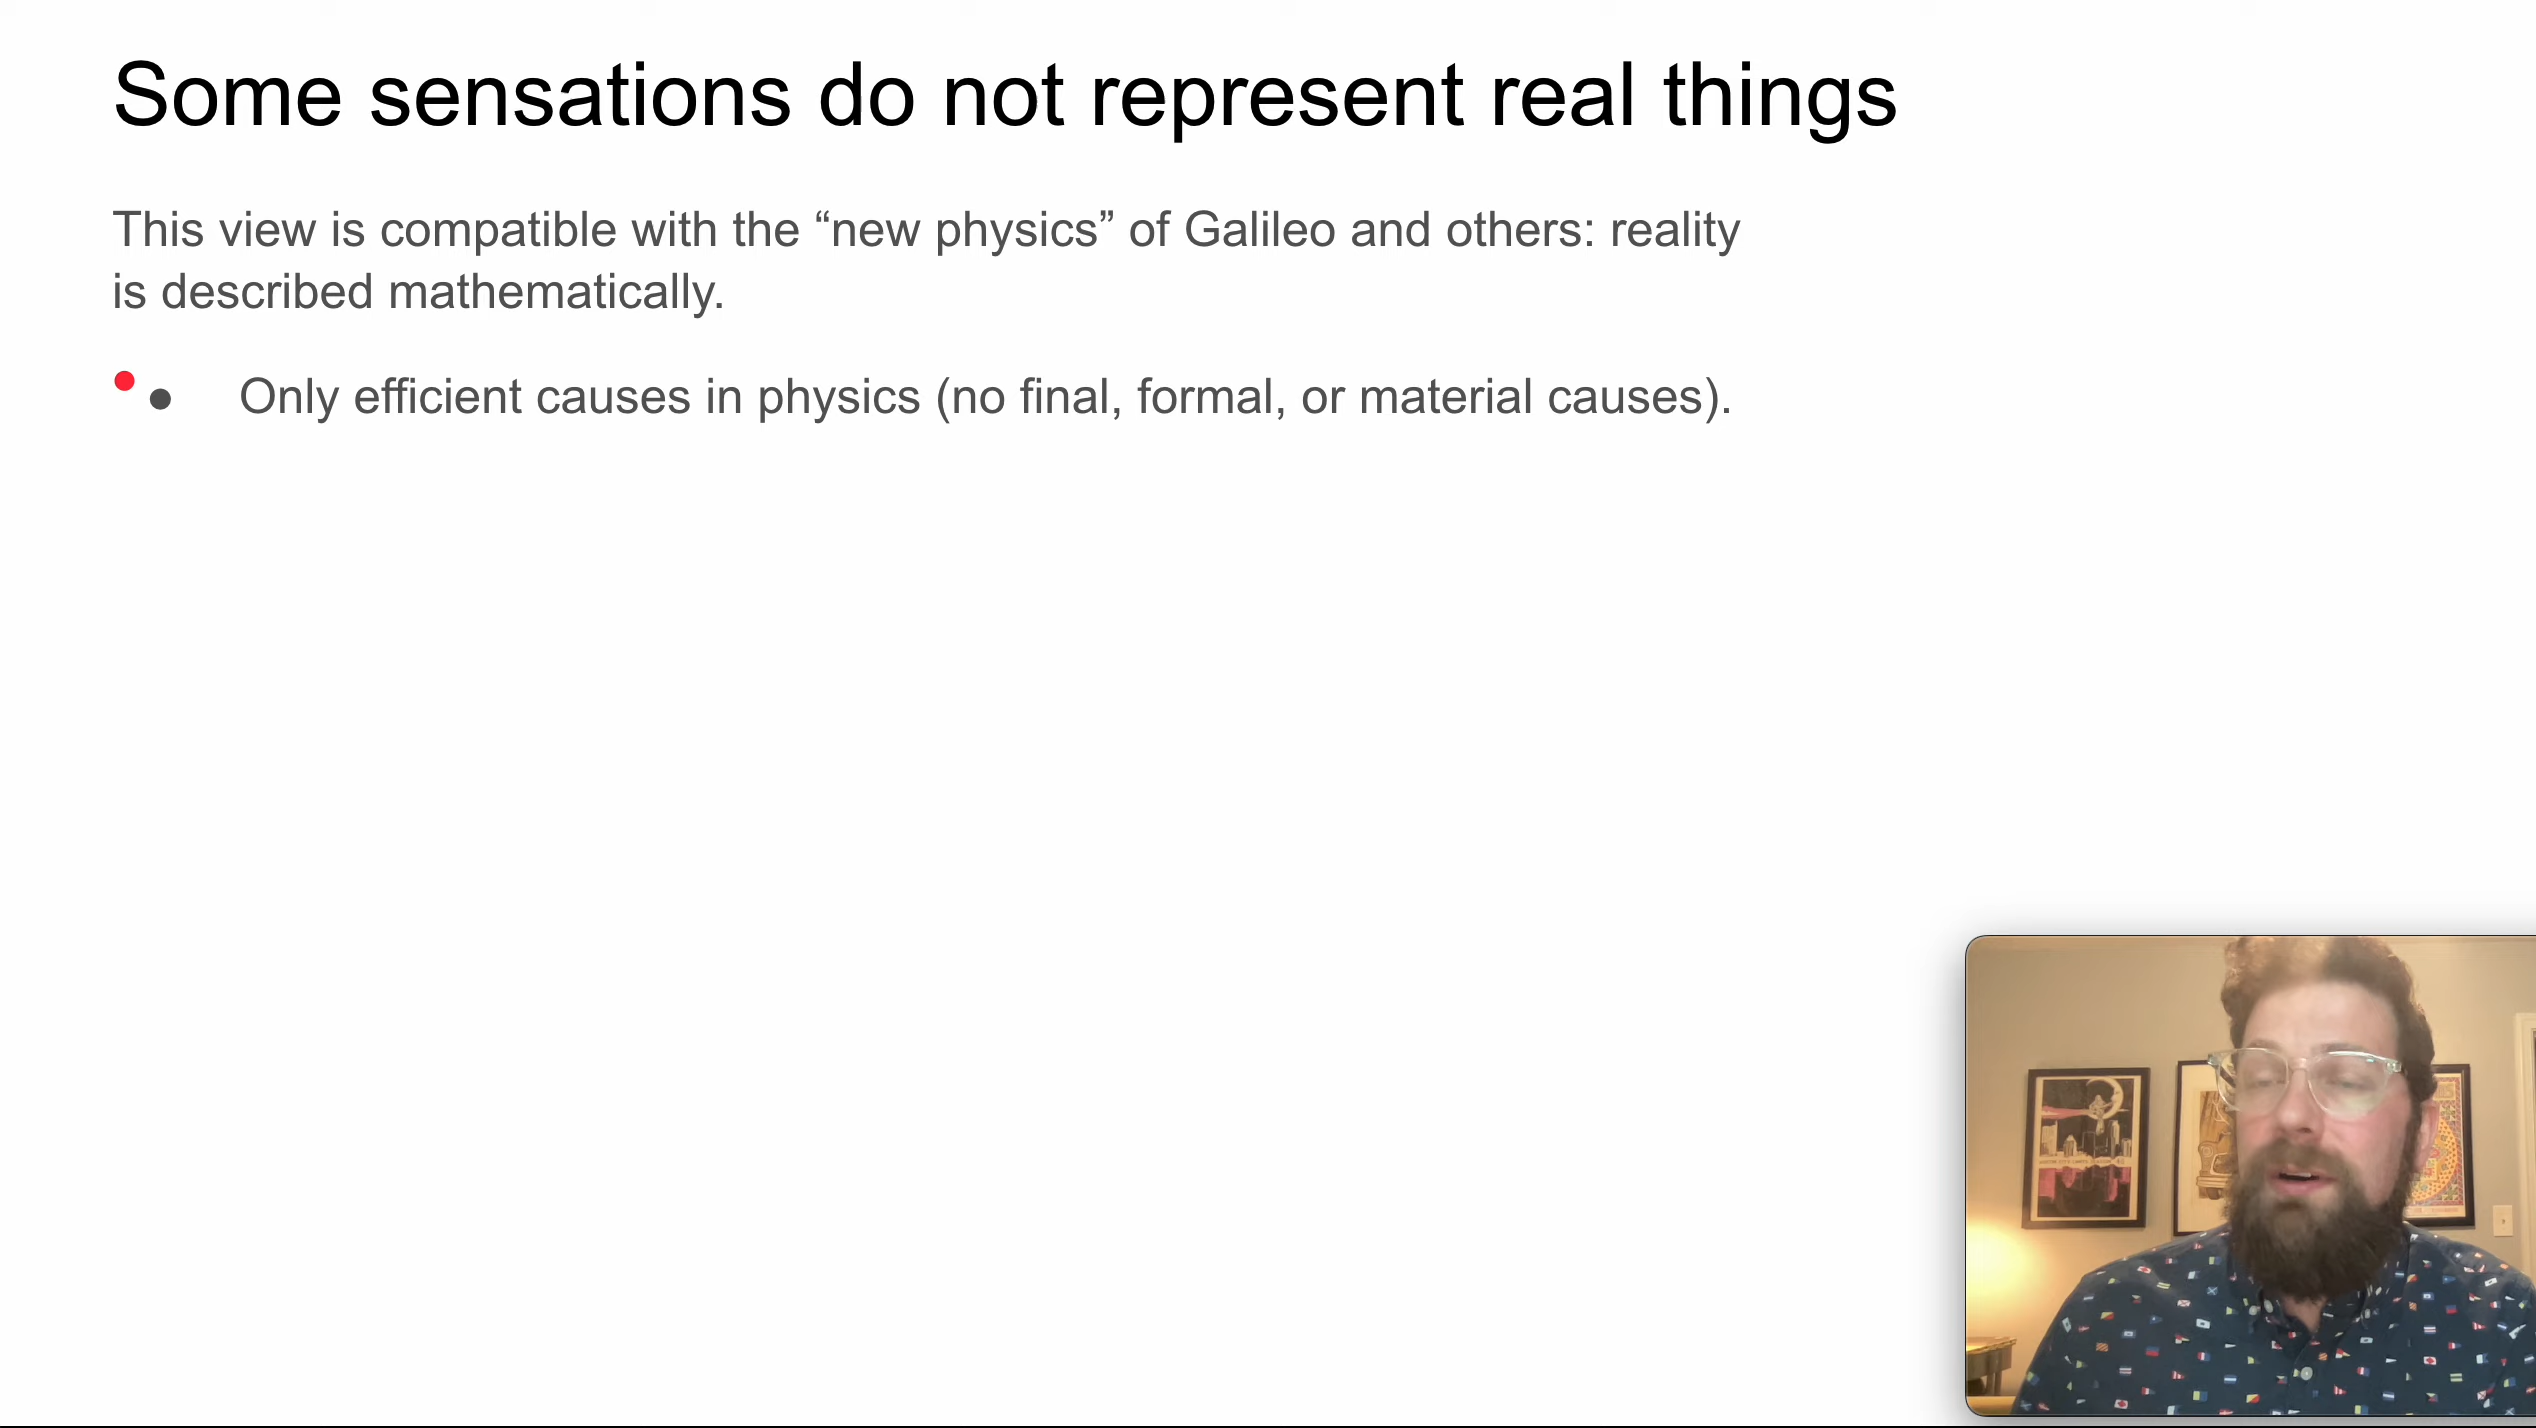 Some sensations do not represent real things
This view is compatible with the “new physics” of Galileo and others: reality
is described mathematically.
● Only efficient causes in physics (no final, formal, or material causes).